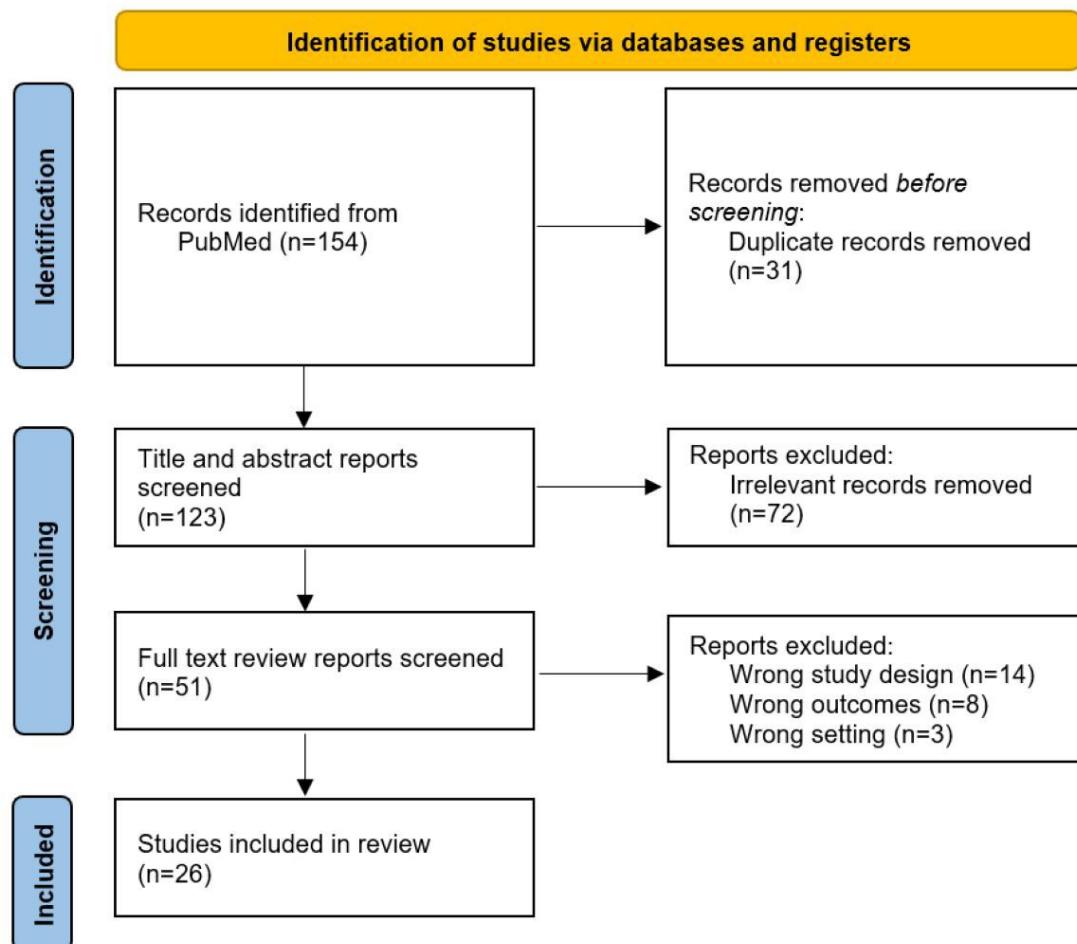 Identification of studies via databases and registers
Identification
Records identified from
PubMed (n=154)
Records removed before
screening:
Duplicate records removed
(n=31)
Screening
Title and abstract reports
screened
(n=123)
Reports excluded:
Irrelevant records removed
(n=72)
Full text review reports screened
(n=51)
Reports excluded:
Wrong study design (n=14)
Wrong outcomes (n=8)
Wrong setting (n=3)
Included
Studies included in review
(n=26)